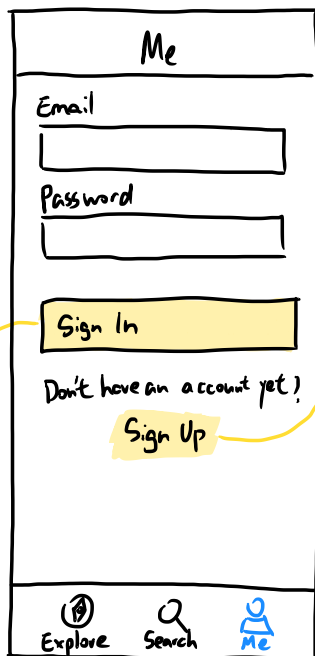 Me
Email
Password
Sign In
Don't have an account yet?
Sign Up
Explore Search Me